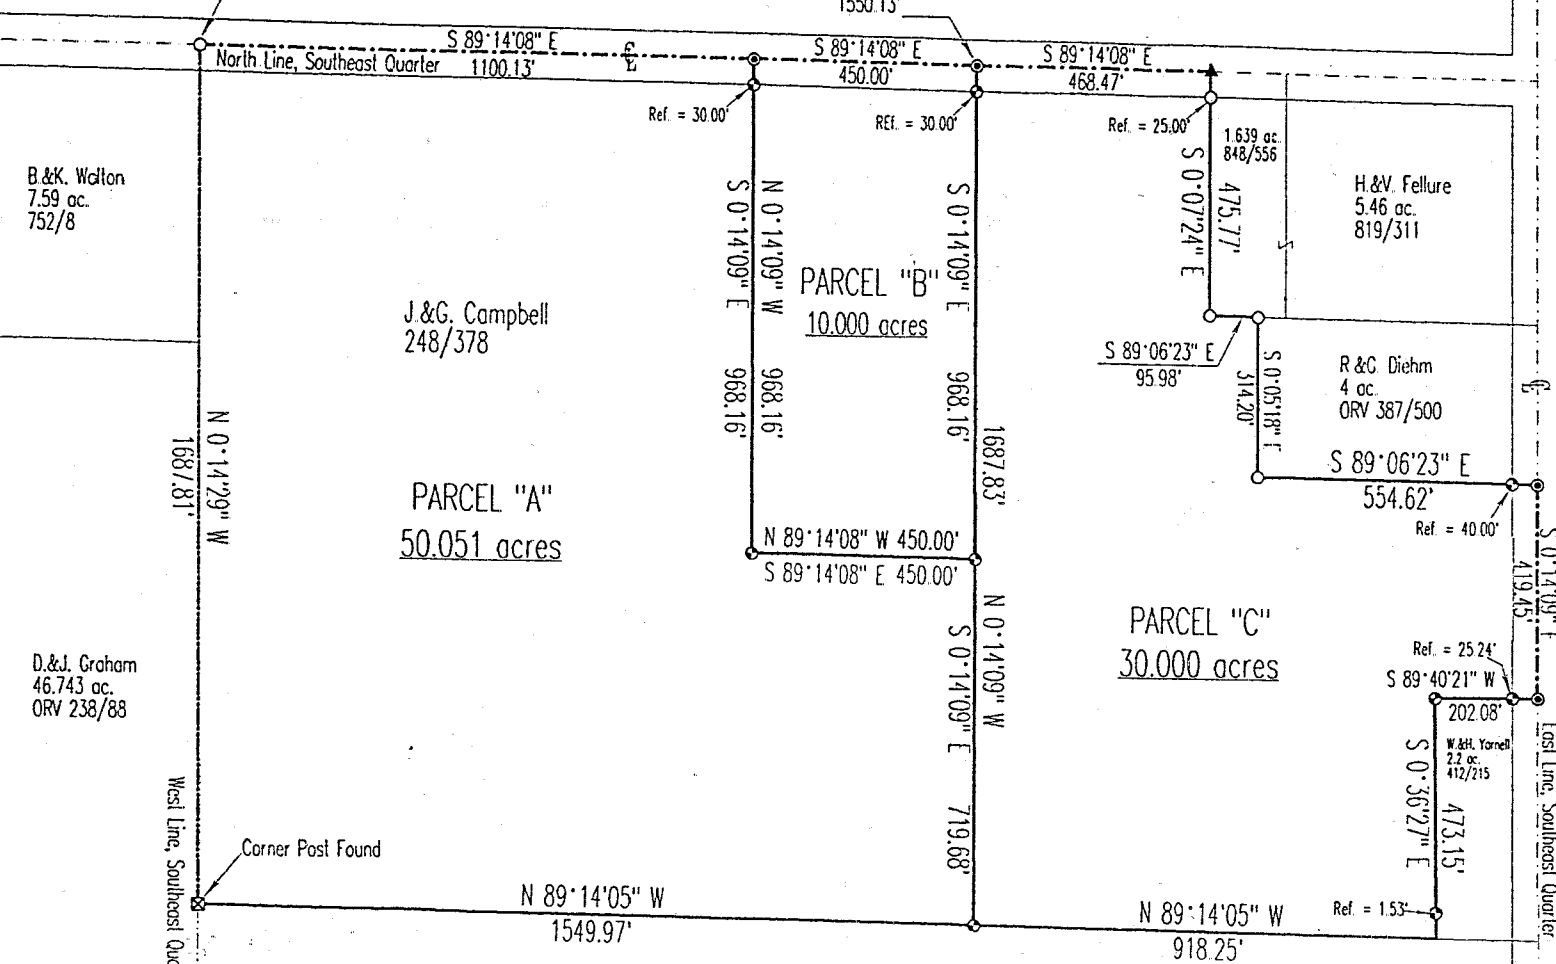 1550.13'
S 89°14'08" E
S 89°14'08" E
S 89°14'08" E
North Line, Southeast Quarter
1100.13'
450.00'
468.47'
Ref. = 30.00'
REf. = 30.00'
Ref. = 25.00'
1.639 ac.
848/556
B.&K. Walton
7.59 ac.
752/8
H.&V. Fellure
5.46 ac.
819/311
S 0°14'09" E
968.16'
N 0°14'09" W
968.16'
S 0°14'09" E
968.16'
S 0°07'24" E
475.77'
PARCEL "B"
10.000 acres
J.&G. Campbell
248/378
S 89°06'23" E
95.98'
S 0°05'18" E
314.20'
R &C. Diehm
4 ac.
ORV 387/500
N 0°14'29" W
1687.81'
1687.83'
S 89°06'23" E
554.62'
Ref. = 40.00'
PARCEL "A"
50.051 acres
N 89°14'08" W 450.00'
S 89°14'08" E 450.00'
S 0°14'09" E
419.45'
PARCEL "C"
30.000 acres
N 0°14'09" W
S 0°14'09" E
719.68'
Ref. = 25.24'
S 89°40'21" W
202.08'
D.&J. Graham
46.743 ac.
ORV 238/88
W.&H. Yarnell
2.2 ac.
412/215
S 0°36'27" E
473.15'
East Line, Southeast Quarter
West Line, Southeast Qua
Corner Post Found
N 89°14'05" W
1549.97'
N 89°14'05" W
918.25'
Ref. = 1.53'